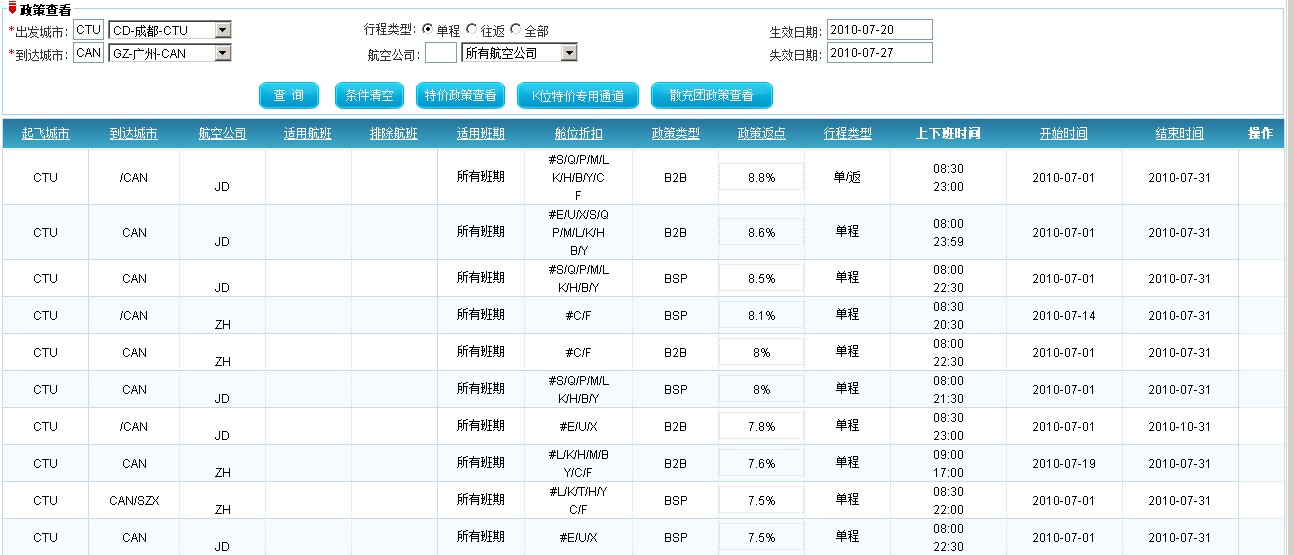 政策查看
*出发城市: CTU CD-成都-CTU 行程类型: 单程 往返 全部 生效日期: 2010-07-20
*到达城市: CAN GZ-广州-CAN 航空公司: 所有航空公司 失效日期: 2010-07-27
查 询 条件清空 特价政策查看 K位特价专用通道 散充团政策查看
起飞城市 到达城市 航空公司 适用航班 排除航班 适用班期 舱位折扣 政策类型 政策返点 行程类型 上下班时间 开始时间 结束时间 操作
#S/Q/P/M/L 08:30
CTU /CAN JD 所有班期 K/H/B/Y/C B2B 8.8% 单/返 2010-07-01 2010-07-31
F 23:00
#E/U/X/S/Q 08:00
CTU CAN JD 所有班期 P/M/L/K/H B2B 8.6% 单程 2010-07-01 2010-07-31
B/Y 23:59
#S/Q/P/M/L 08:00
CTU CAN JD 所有班期 BSP 8.5% 单程 2010-07-01 2010-07-31
K/H/B/Y 22:30
08:30
CTU /CAN ZH 所有班期 #C/F BSP 8.1% 单程 2010-07-14 2010-07-31
20:30
08:00
CTU CAN ZH 所有班期 #C/F B2B 8% 单程 2010-07-01 2010-07-31
22:30
#S/Q/P/M/L 08:00
CTU CAN JD 所有班期 BSP 8% 单程 2010-07-01 2010-07-31
K/H/B/Y 21:30
08:30
CTU /CAN JD 所有班期 #E/U/X B2B 7.8% 单程 2010-07-01 2010-10-31
23:00
#L/K/H/M/B 09:00
CTU CAN ZH 所有班期 B2B 7.6% 单程 2010-07-19 2010-07-31
Y/C/F 17:00
#L/K/T/H/Y 08:30
CTU CAN/SZX ZH 所有班期 BSP 7.5% 单程 2010-07-01 2010-07-31
C/F 22:00
08:00
CTU CAN JD 所有班期 #E/U/X BSP 7.5% 单程 2010-07-01 2010-07-31
22:30